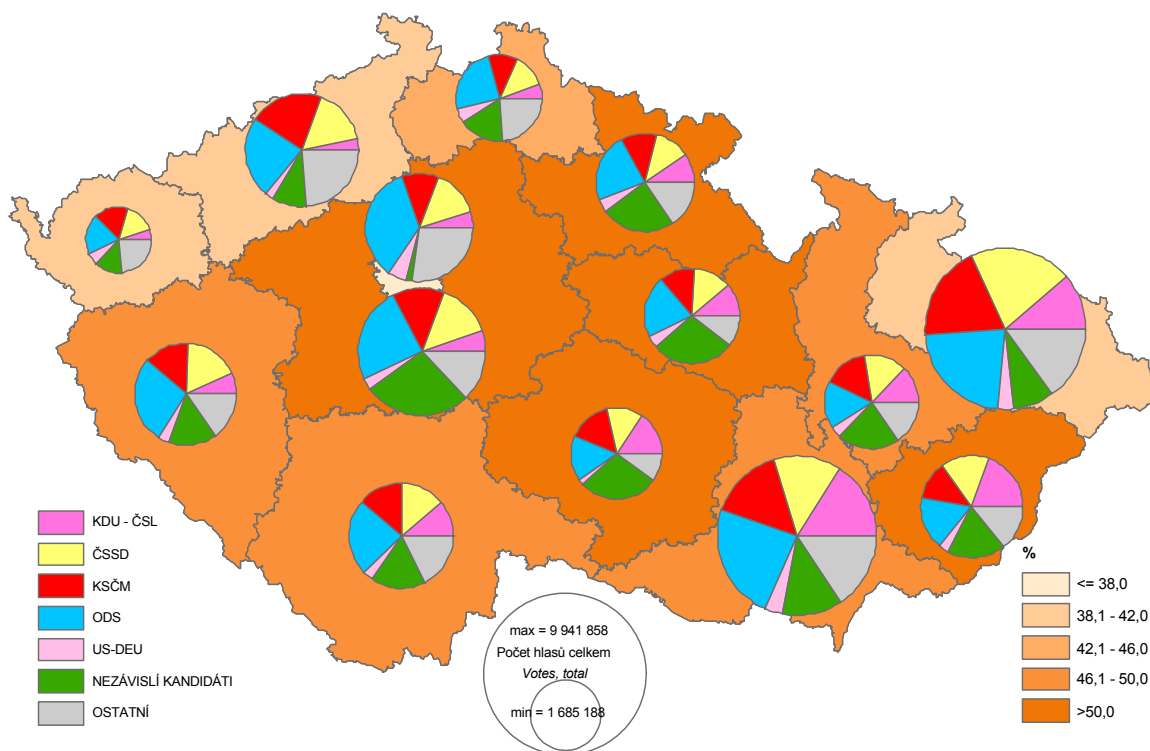 KDU - ČSL
ČSSD
KSČM
ODS
US-DEU
NEZÁVISLÍ KANDIDÁTI
OSTATNÍ
max = 9 941 858
Počet hlasů celkem
Votes, total
min = 1 685 188
%
<= 38,0
38,1 - 42,0
42,1 - 46,0
46,1 - 50,0
>50,0